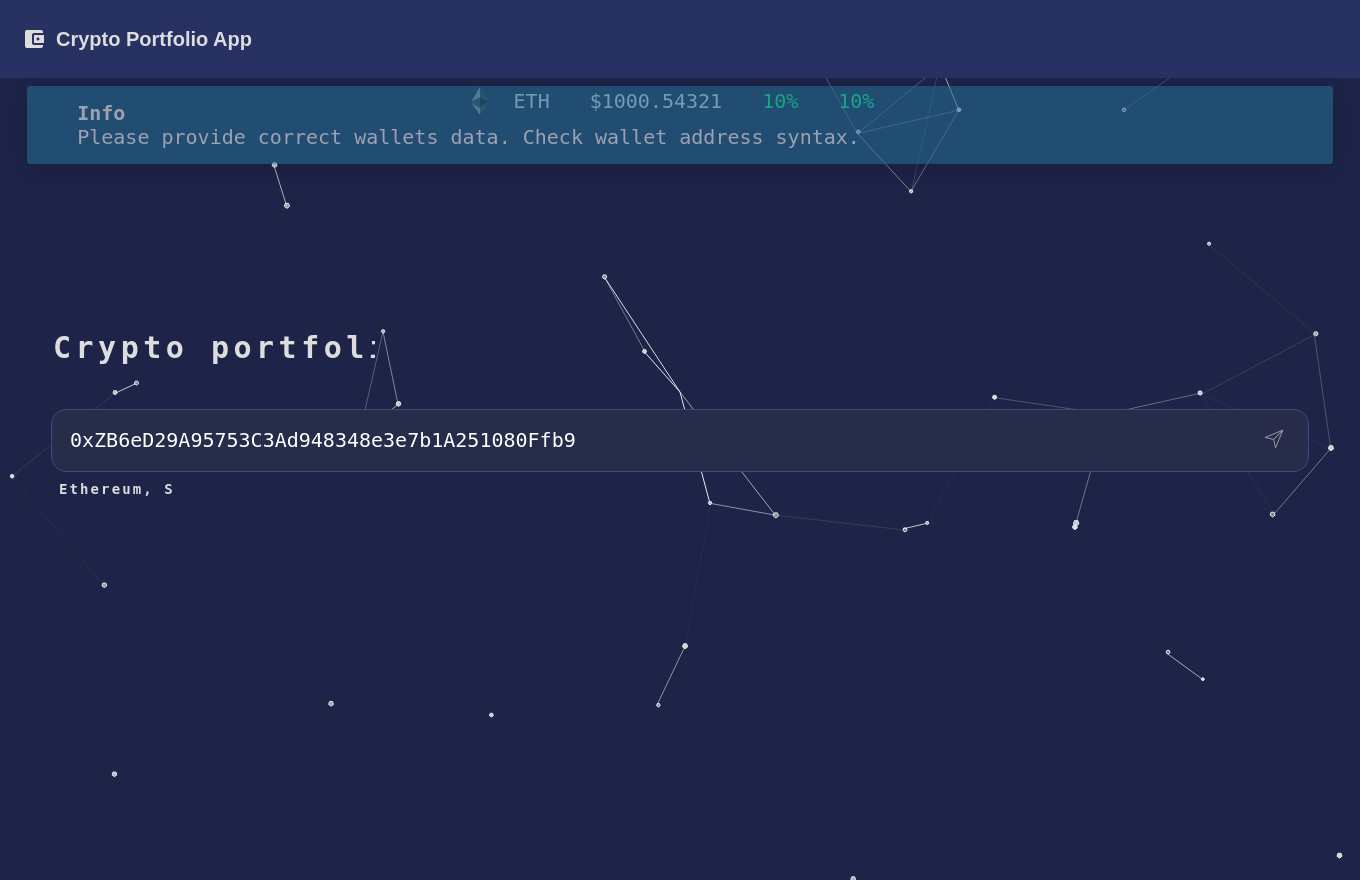 Crypto Portfolio App
ETH $1000.54321 10% 10%
Info
Please provide correct wallets data. Check wallet address syntax.
Crypto portfol:
0xZB6eD29A95753C3Ad948348e3e7b1A251080Ffb9
Ethereum, S